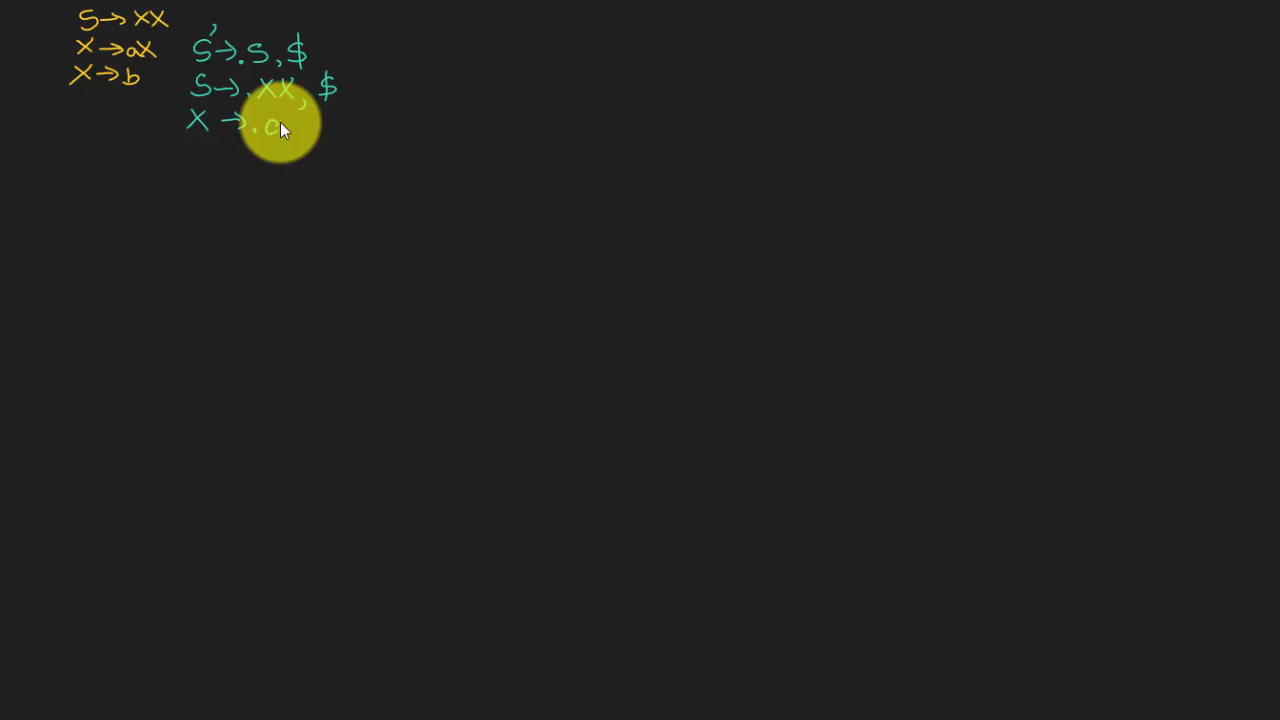 S→XX
X→aX
X→b
S'→.S,$
S→.XX, $
X→.